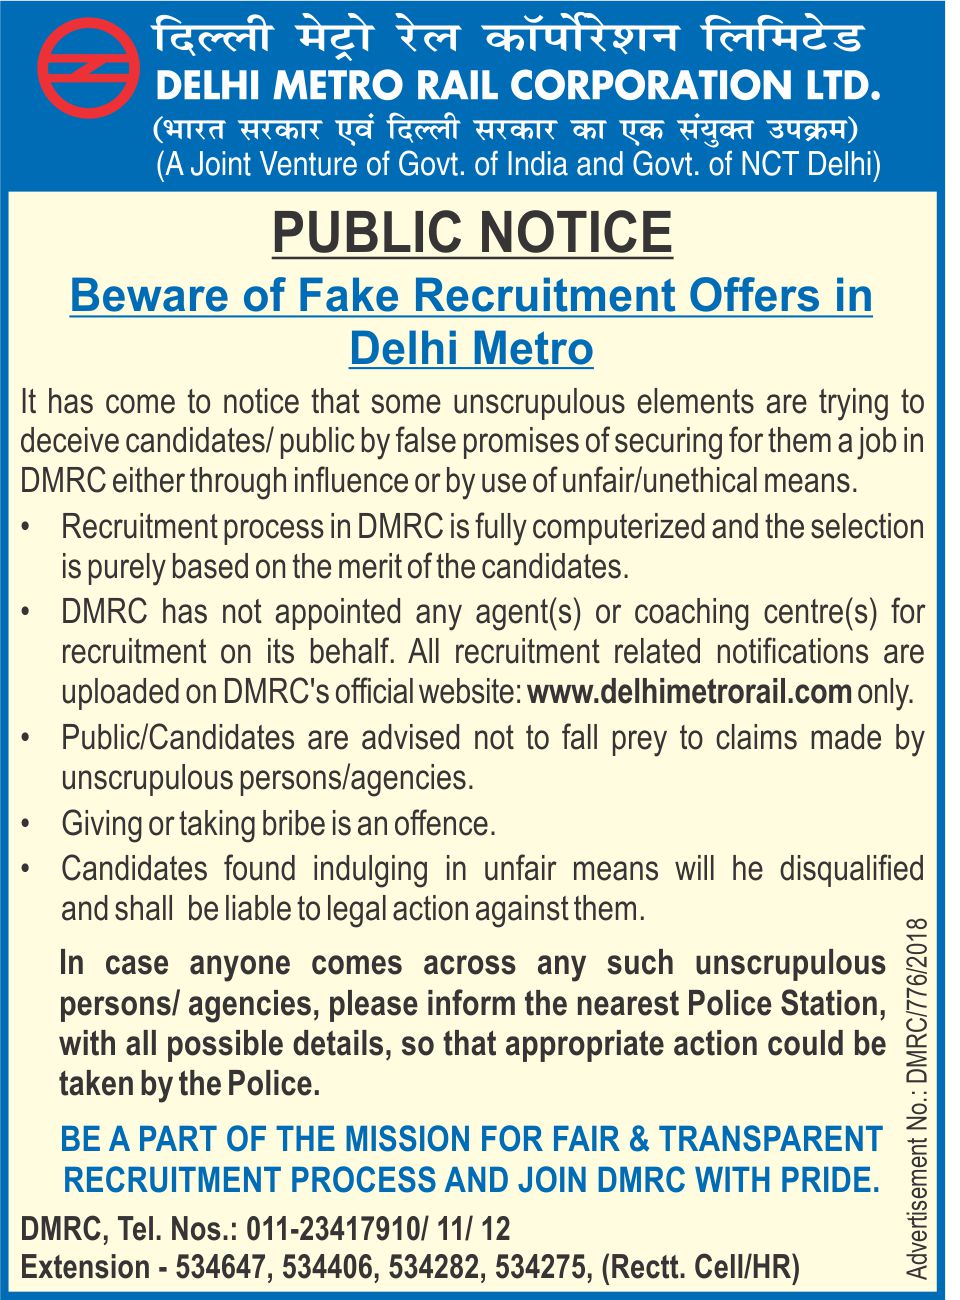 दिल्ली मेट्रो रेल कॉर्पोरेशन लिमिटेड
DELHI METRO RAIL CORPORATION LTD.
(भारत सरकार एवं दिल्ली सरकार का एक संयुक्त उपक्रम)
(A Joint Venture of Govt. of India and Govt. of NCT Delhi)
PUBLIC NOTICE
Beware of Fake Recruitment Offers in
Delhi Metro
It has come to notice that some unscrupulous elements are trying to
deceive candidates/ public by false promises of securing for them a job in
DMRC either through influence or by use of unfair/unethical means.
• Recruitment process in DMRC is fully computerized and the selection
is purely based on the merit of the candidates.
• DMRC has not appointed any agent(s) or coaching centre(s) for
recruitment on its behalf. All recruitment related notifications are
uploaded on DMRC's official website: www.delhimetrorail.com only.
• Public/Candidates are advised not to fall prey to claims made by
unscrupulous persons/agencies.
• Giving or taking bribe is an offence.
• Candidates found indulging in unfair means will he disqualified
and shall be liable to legal action against them.
In case anyone comes across any such unscrupulous
persons/ agencies, please inform the nearest Police Station,
with all possible details, so that appropriate action could be
taken by the Police.
BE A PART OF THE MISSION FOR FAIR & TRANSPARENT
RECRUITMENT PROCESS AND JOIN DMRC WITH PRIDE.
DMRC, Tel. Nos.: 011-23417910/ 11/ 12
Extension - 534647, 534406, 534282, 534275, (Rectt. Cell/HR)
Advertisement No.: DMRC/776/2018